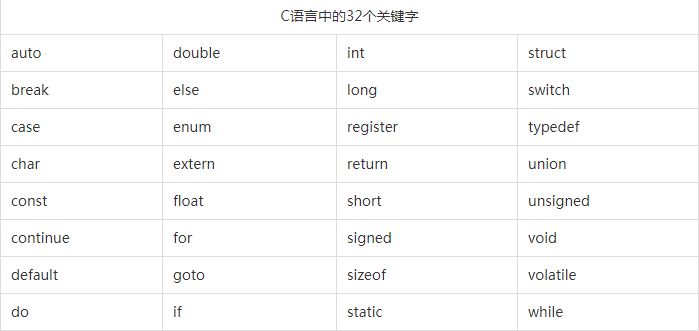 C语言中的32个关键字
auto double int struct
break else long switch
case enum register typedef
char extern return union
const float short unsigned
continue for signed void
default goto sizeof volatile
do if static while